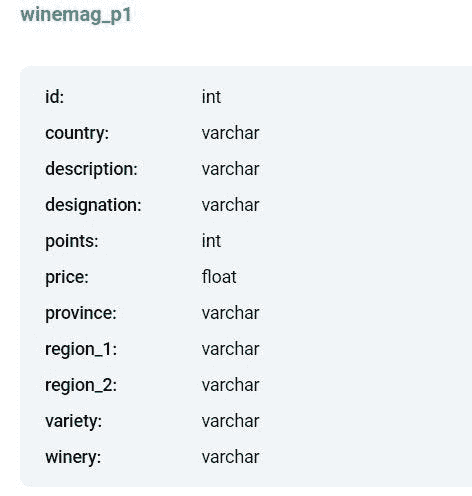 winemag_p1
id: int
country: varchar
description: varchar
designation: varchar
points: int
price: float
province: varchar
region_1: varchar
region_2: varchar
variety: varchar
winery: varchar